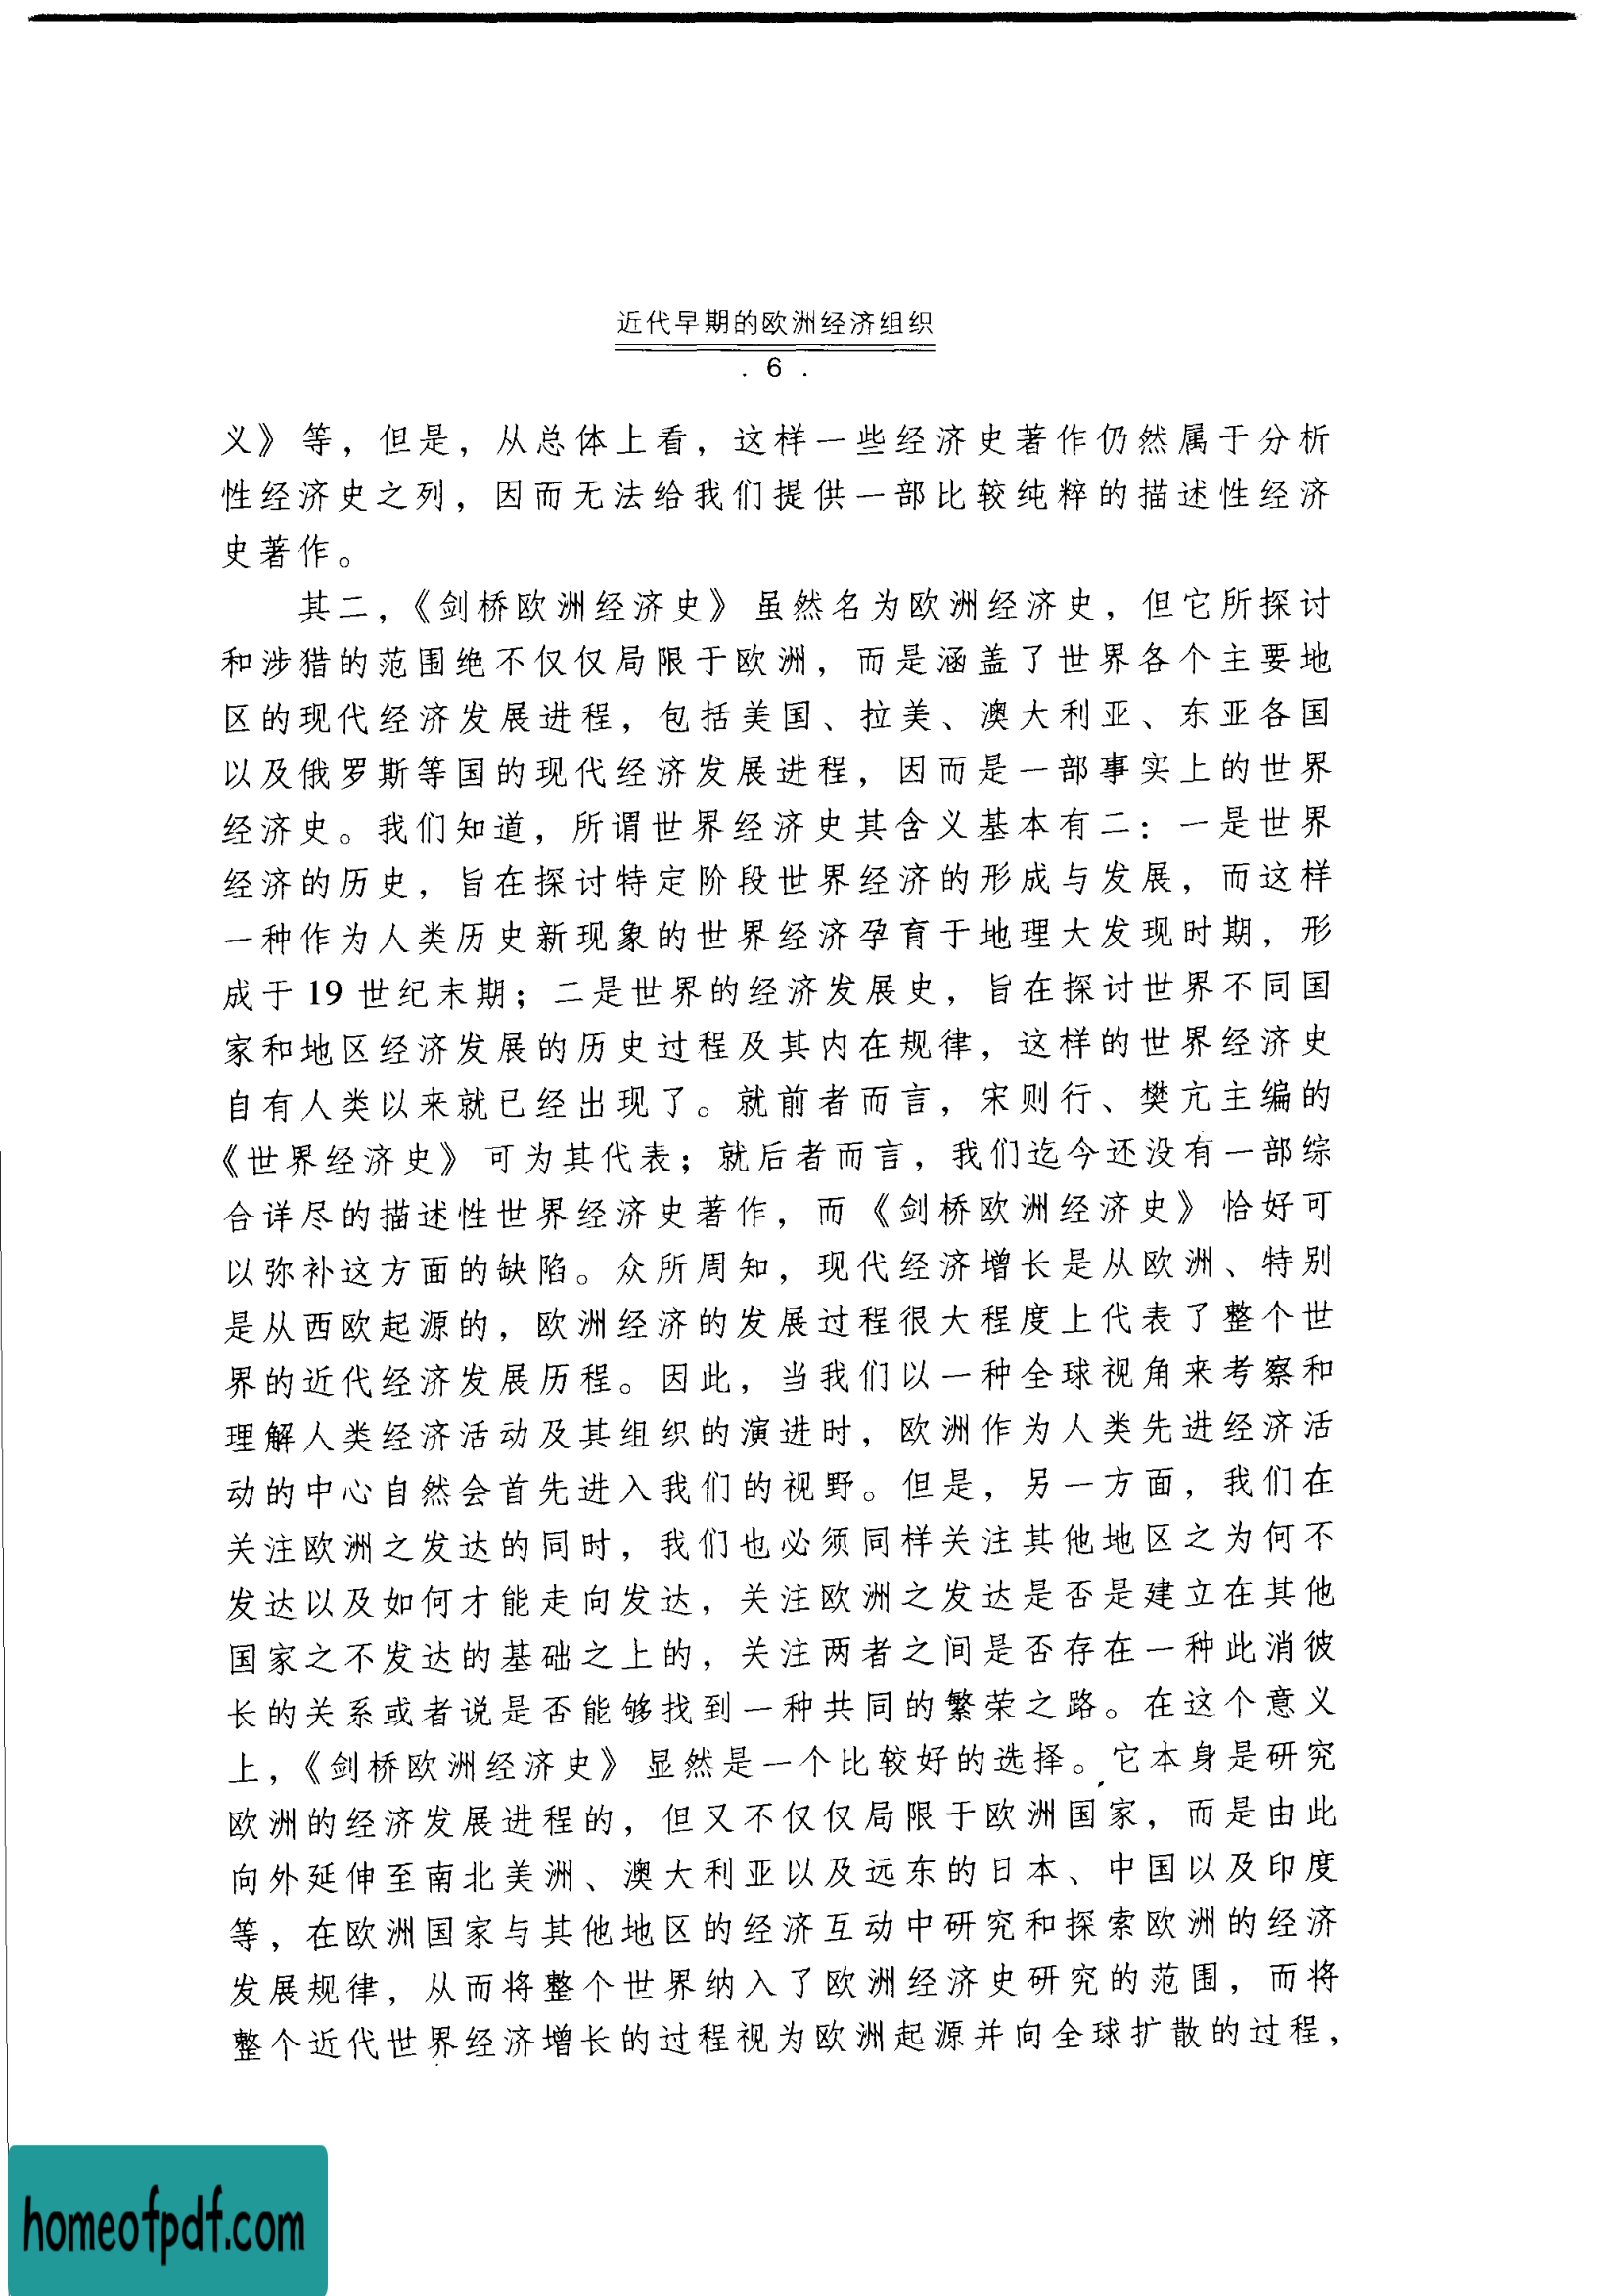 近代早期的欧洲经济组织
. 6 .
义》等，但是，从总体上看，这样一些经济史著作仍然属于分析
性经济史之列，因而无法给我们提供一部比较纯粹的描述性经济
史著作。
其二，《剑桥欧洲经济史》虽然名为欧洲经济史，但它所探讨
和涉猎的范围绝不仅仅局限于欧洲，而是涵盖了世界各个主要地
区的现代经济发展进程，包括美国、拉美、澳大利亚、东亚各国
以及俄罗斯等国的现代经济发展进程，因而是一部事实上的世界
经济史。我们知道，所谓世界经济史其含义基本有二：一是世界
经济的历史，旨在探讨特定阶段世界经济的形成与发展，而这样
一种作为人类历史新现象的世界经济孕育于地理大发现时期，形
成于 19 世纪末期；二是世界的经济发展史，旨在探讨世界不同国
家和地区经济发展的历史过程及其内在规律，这样的世界经济史
自有人类以来就已经出现了。就前者而言，宋则行、樊亢主编的
《世界经济史》可为其代表；就后者而言，我们迄今还没有一部综
合详尽的描述性世界经济史著作，而《剑桥欧洲经济史》恰好可
以弥补这方面的缺陷。众所周知，现代经济增长是从欧洲、特别
是从西欧起源的，欧洲经济的发展过程很大程度上代表了整个世
界的近代经济发展历程。因此，当我们以一种全球视角来考察和
理解人类经济活动及其组织的演进时，欧洲作为人类先进经济活
动的中心自然会首先进入我们的视野。但是，另一方面，我们在
关注欧洲之发达的同时，我们也必须同样关注其他地区之为何不
发达以及如何才能走向发达，关注欧洲之发达是否是建立在其他
国家之不发达的基础之上的，关注两者之间是否存在一种此消彼
长的关系或者说是否能够找到一种共同的繁荣之路。在这个意义
上，《剑桥欧洲经济史》显然是一个比较好的选择。它本身是研究
欧洲的经济发展进程的，但又不仅仅局限于欧洲国家，而是由此
向外延伸至南北美洲、澳大利亚以及远东的日本、中国以及印度
等，在欧洲国家与其他地区的经济互动中研究和探索欧洲的经济
发展规律，从而将整个世界纳入了欧洲经济史研究的范围，而将
整个近代世界经济增长的过程视为欧洲起源并向全球扩散的过程，
homeofpdf.com